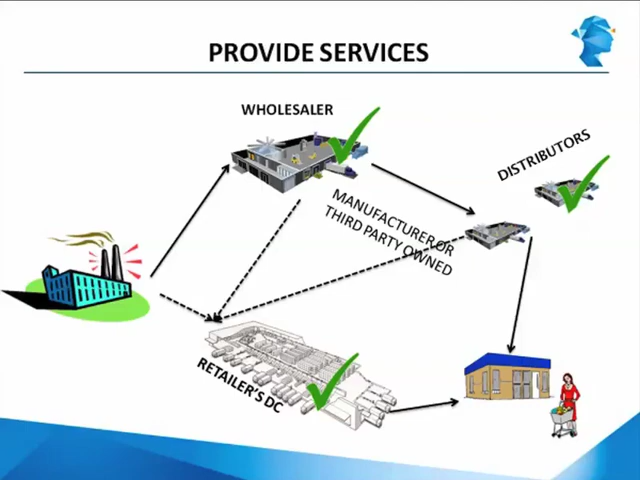 PROVIDE SERVICES
WHOLESALER
DISTRIBUTORS
MANUFACTURER OR
THIRD PARTY OWNED
RETAILER'S DC